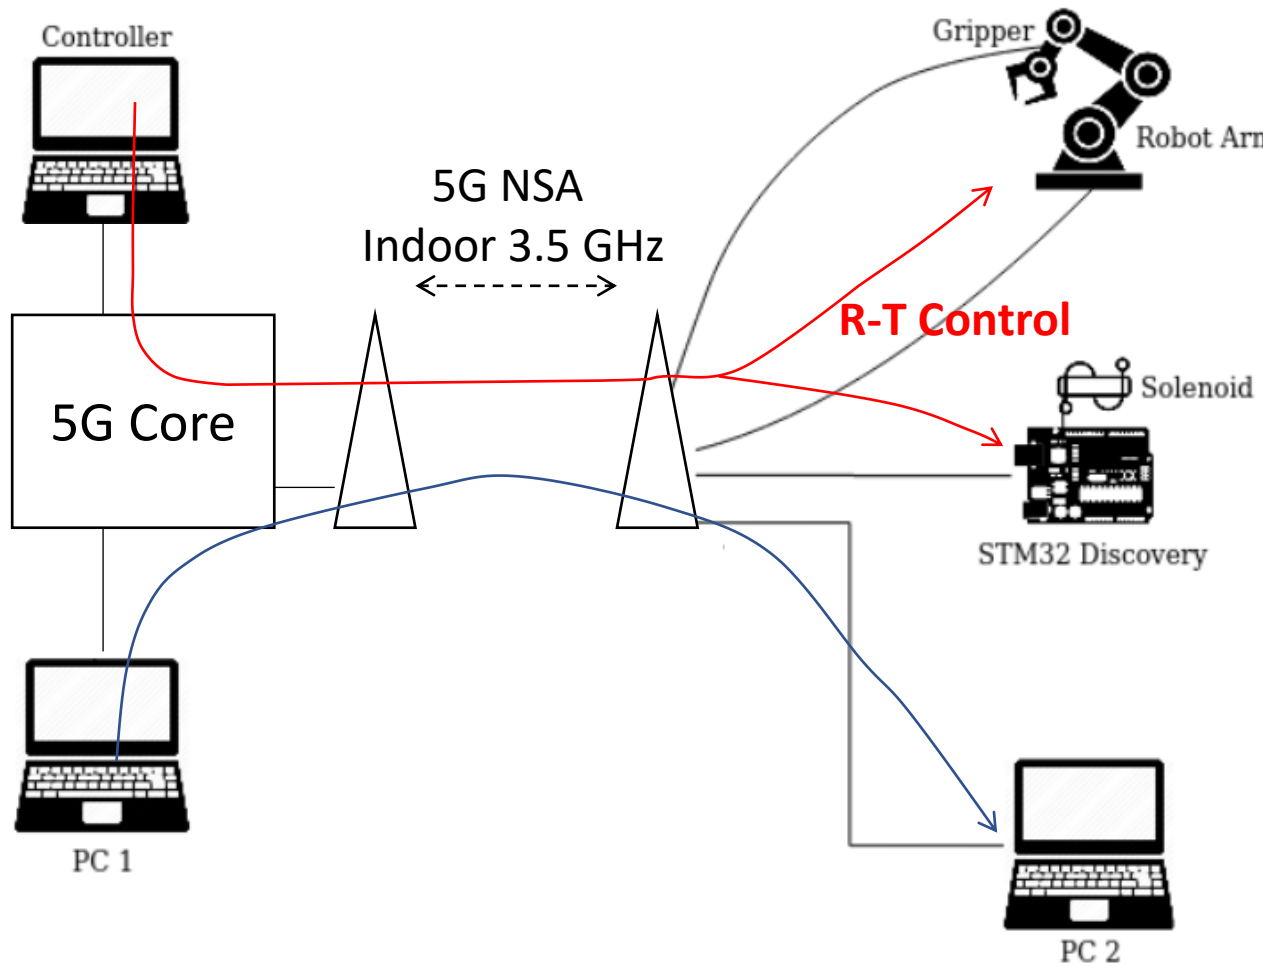 Controller
Gripper
Robot Arm
5G NSA
Indoor 3.5 GHz
R-T Control
Solenoid
5G Core
STM32 Discovery
PC 1
PC 2